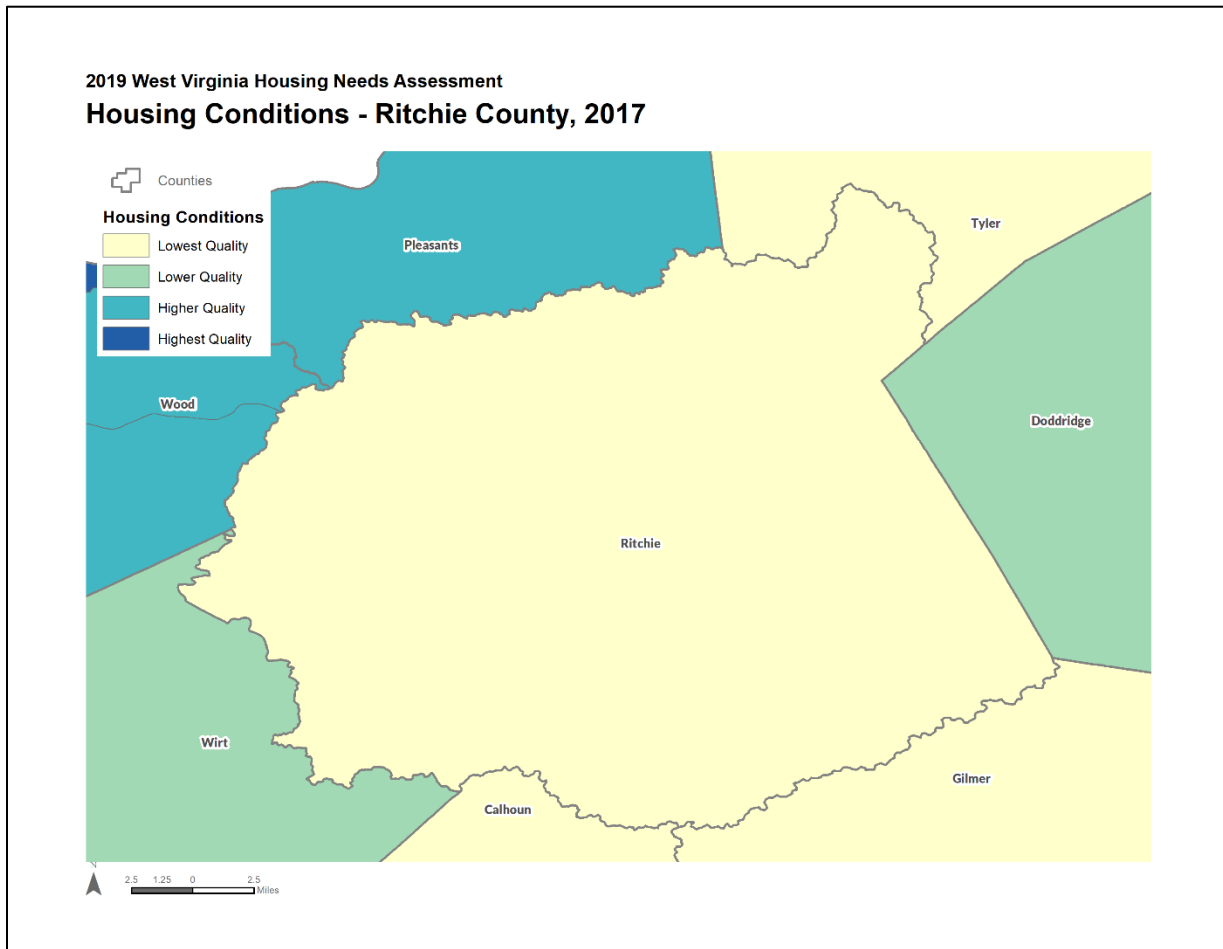 2019 West Virginia Housing Needs Assessment
Housing Conditions - Ritchie County, 2017
Counties
Housing Conditions
Lowest Quality
Lower Quality
Higher Quality
Highest Quality
Pleasants
Tyler
Wood
Doddridge
Ritchie
Wirt
Gilmer
Calhoun
2.5 1.25 0 2.5
Miles